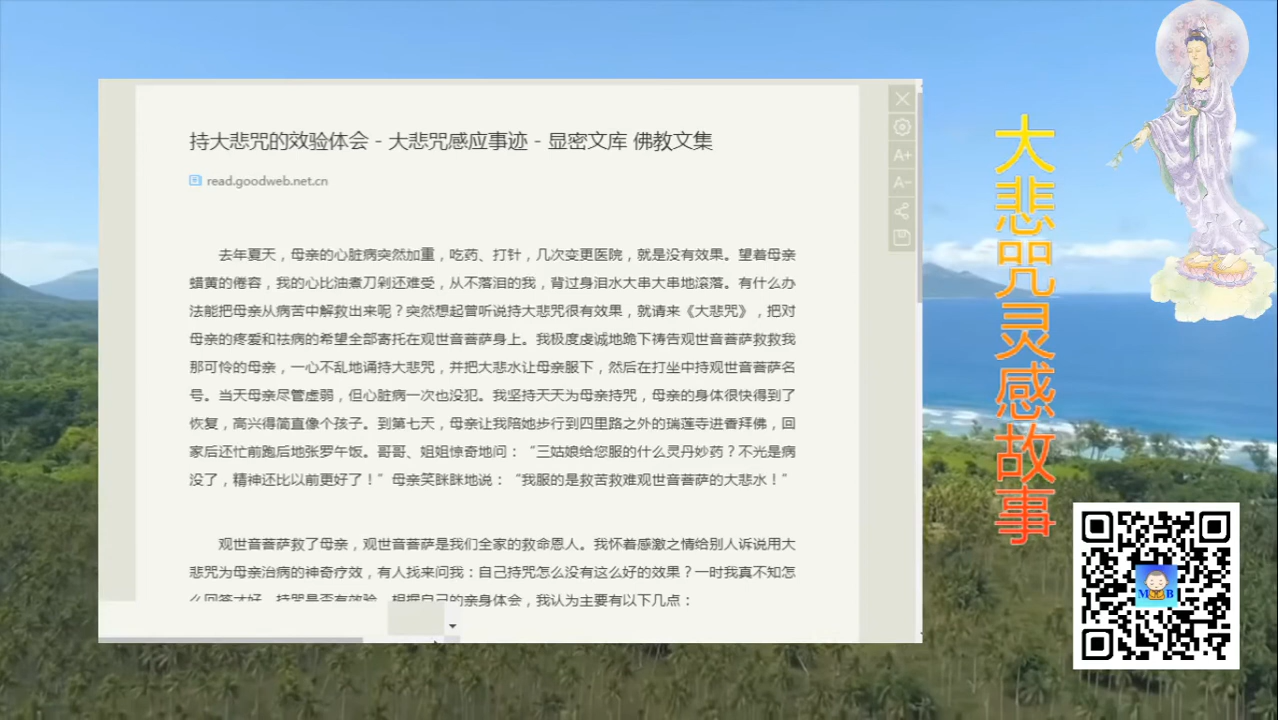 持大悲咒的效验体会 - 大悲咒感应事迹 - 显密文库 佛教文集
read.goodweb.net.cn
去年夏天，母亲的心脏病突然加重，吃药、打针，几次变更医院，就是没有效果。望着母亲
蜡黄的倦容，我的心比油煮刀剁还难受，从不落泪的我，背过身泪水大串大串地滚落。有什么办
法能把母亲从病苦中解救出来呢？突然想起曾听说持大悲咒很有效果，就请来《大悲咒》，把对
母亲的疼爱和祛病的希望全部寄托在观世音菩萨身上。我极度虔诚地跪下祷告观世音菩萨救救我
那可怜的母亲，一心不乱地诵持大悲咒，并把大悲水让母亲服下，然后在打坐中持观世音菩萨名
号。当天母亲尽管虚弱，但心脏病一次也没犯。我坚持天天为母亲持咒，母亲的身体很快得到了
恢复，高兴得简直像个孩子。到第七天，母亲让我陪她步行到四里路之外的瑞莲寺进香拜佛，回
家后还忙前跑后地张罗午饭。哥哥、姐姐惊奇地问：“三姑娘给您服的什么灵丹妙药？不光是病
没了，精神还比以前更好了！”母亲笑眯眯地说：“我服的是救苦救难观世音菩萨的大悲水！”
观世音菩萨救了母亲，观世音菩萨是我们全家的救命恩人。我怀着感激之情给别人诉说用大
悲咒为母亲治病的神奇疗效，有人找来问我：自己持咒怎么没有这么好的效果？一时我真不知怎
么回答才好。持咒是否有效验，根据自己的亲身体会，我认为主要有以下几点：
A+
A-
大悲咒灵感故事
M B